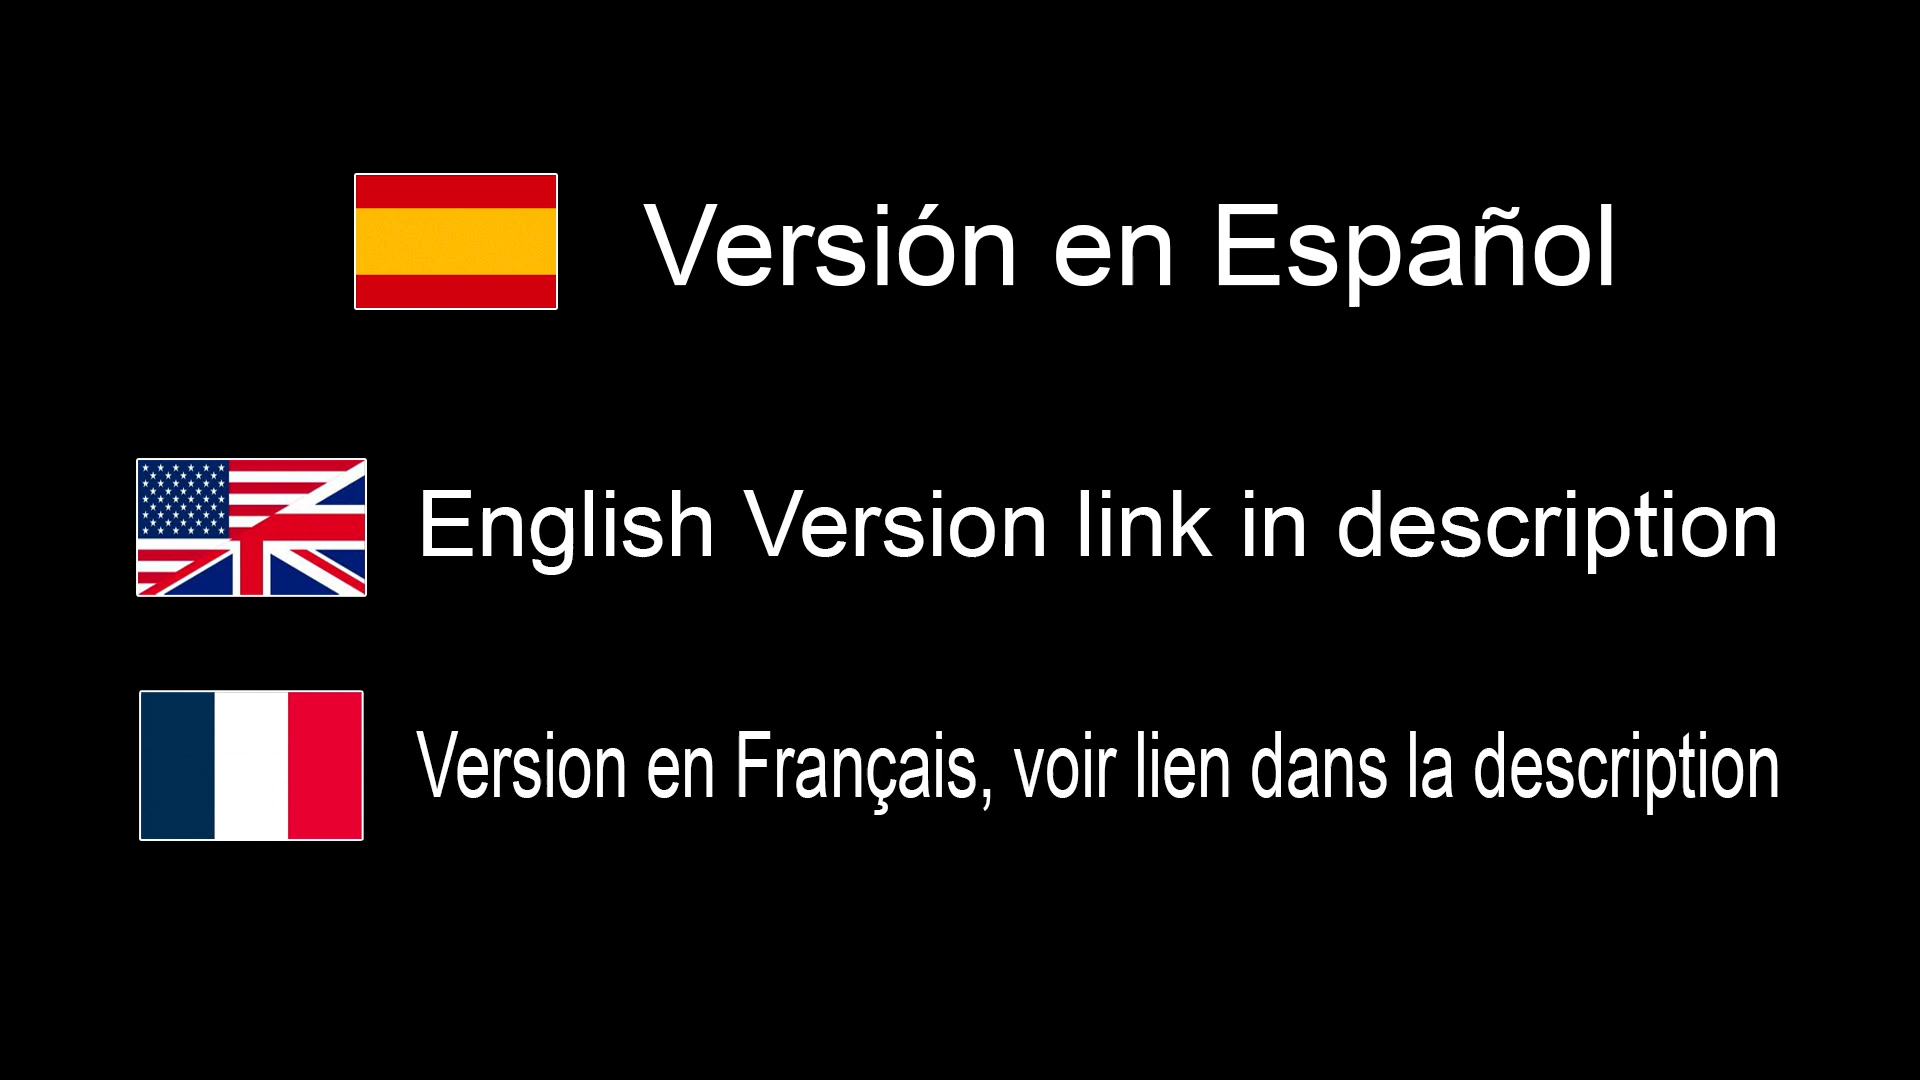 Versión en Español
English Version link in description
Version en Français, voir lien dans la description